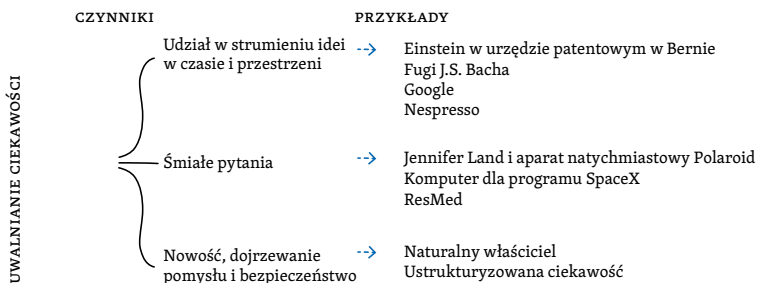 CZYNNIKI
PRZYKŁADY
UWALNIANIE CIEKAWOŚCI
Udział w strumieniu idei
w czasie i przestrzeni
Einstein w urzędzie patentowym w Bernie
Fugi J.S. Bacha
Google
Nespresso
Śmiałe pytania
Jennifer Land i aparat natychmiastowy Polaroid
Komputer dla programu SpaceX
ResMed
Nowość, dojrzewanie
pomysłu i bezpieczeństwo
Naturalny właściciel
Ustrukturyzowana ciekawość